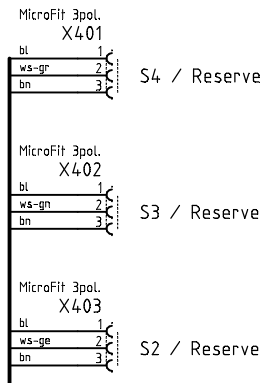 MicroFit 3pol.
X401
bl 1
ws-gr 2
bn 3
S4 / Reserve
MicroFit 3pol.
X402
bl 1
ws-gn 2
bn 3
S3 / Reserve
MicroFit 3pol.
X403
bl 1
ws-ge 2
bn 3
S2 / Reserve